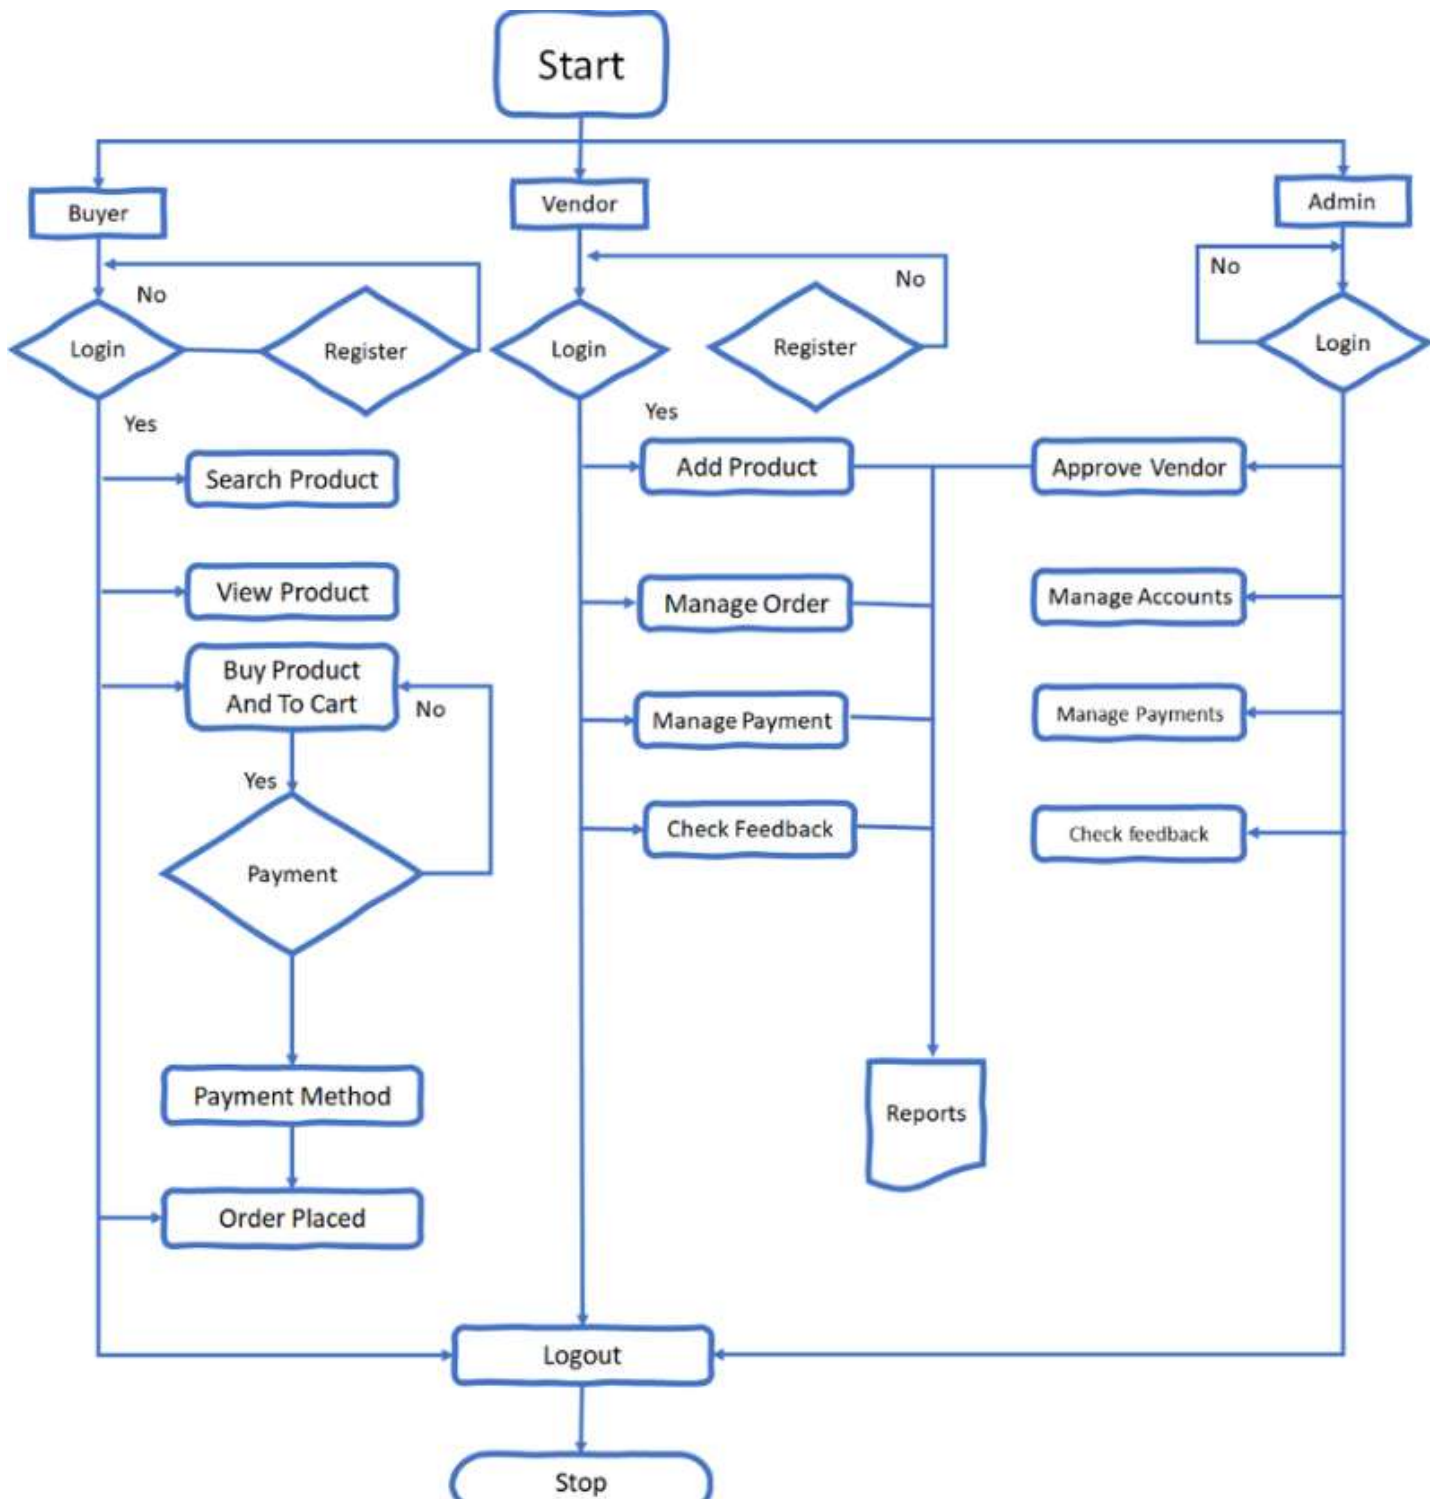 Start
Buyer
Vendor
Admin
No
No
No
Login
Register
Login
Register
Login
Yes
Yes
Search Product
Add Product
Approve Vendor
View Product
Manage Order
Manage Accounts
Buy Product
And To Cart
No
Manage Payment
Manage Payments
Yes
Check Feedback
Check feedback
Payment
Payment Method
Reports
Order Placed
Logout
Stop